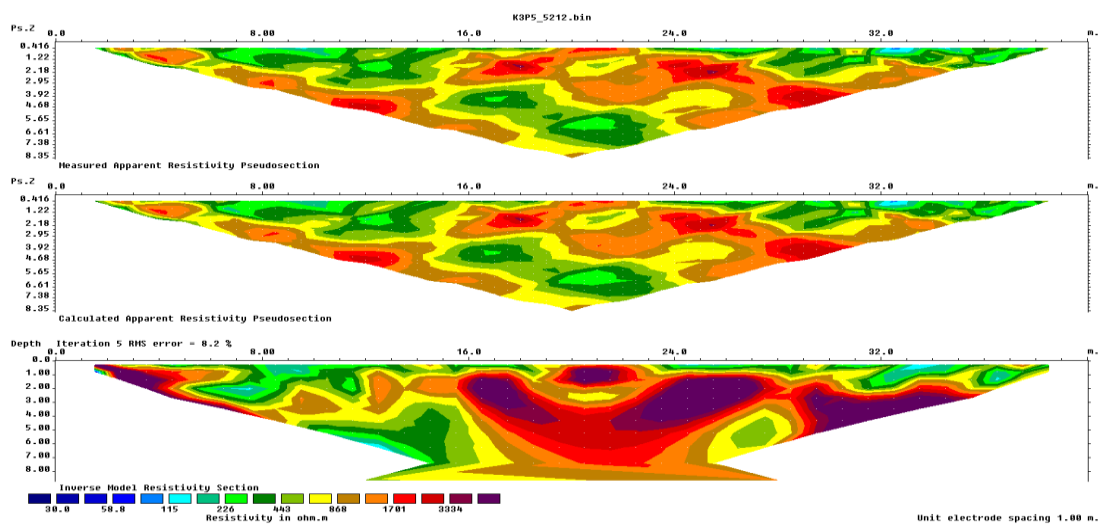 K3P5_5212.bin
Ps.Z 0.0 8.00 16.0 24.0 32.0 m.
0.416
1.22
2.18
2.95
3.92
4.68
5.65
6.61
7.38
8.35
Measured Apparent Resistivity Pseudosection
Ps.Z 0.0 8.00 16.0 24.0 32.0 m.
0.416
1.22
2.18
2.95
3.92
4.68
5.65
6.61
7.38
8.35
Calculated Apparent Resistivity Pseudosection
Depth Iteration 5 RMS error = 8.2 %
0.0 8.00 16.0 24.0 32.0 m.
0.0
1.00
2.00
3.00
4.00
5.00
6.00
7.00
8.00
Inverse Model Resistivity Section
30.0 58.8 115 226 443 868 1701 3334
Resistivity in ohm.m
Unit electrode spacing 1.00 m.